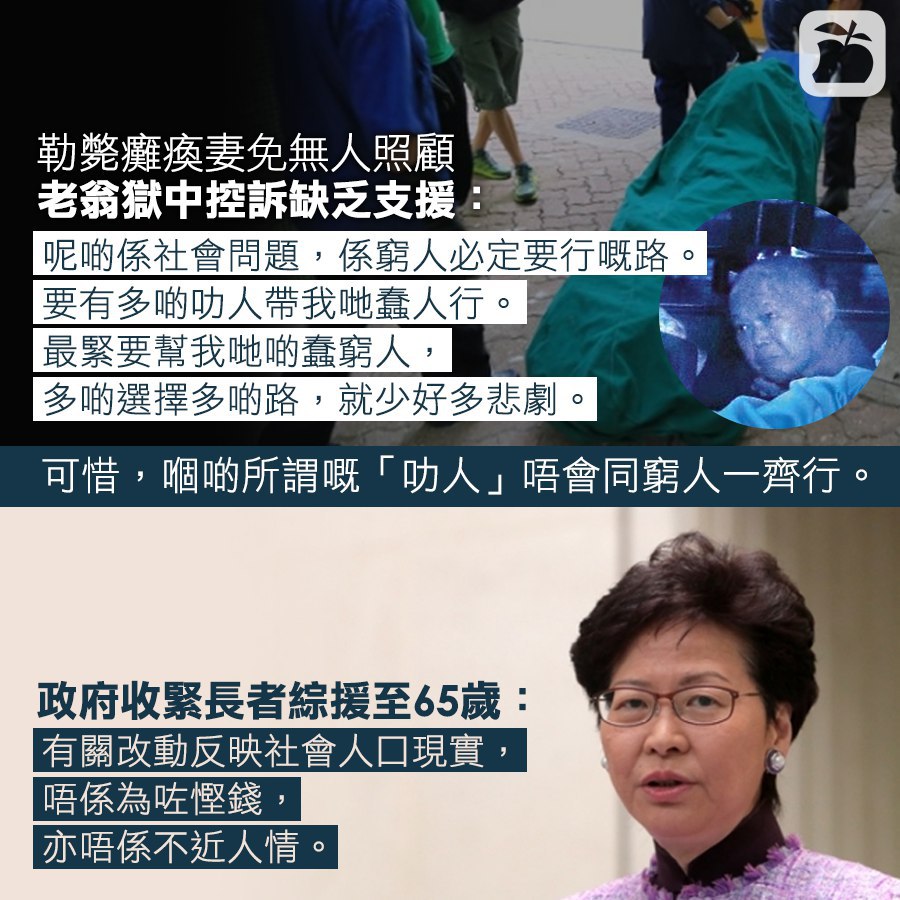 勒斃癱瘓妻免無人照顧
老翁獄中控訴缺乏支援：
呢啲係社會問題，係窮人必定要行嘅路。
要有多啲叻人帶我哋蠢人行。
最緊要幫我哋啲蠢窮人，
多啲選擇多啲路，就少好多悲劇。
可惜，嗰啲所謂嘅「叻人」唔會同窮人一齊行。
政府收緊長者綜援至65歲：
有關改動反映社會人口現實，
唔係為咗慳錢，
亦唔係不近人情。